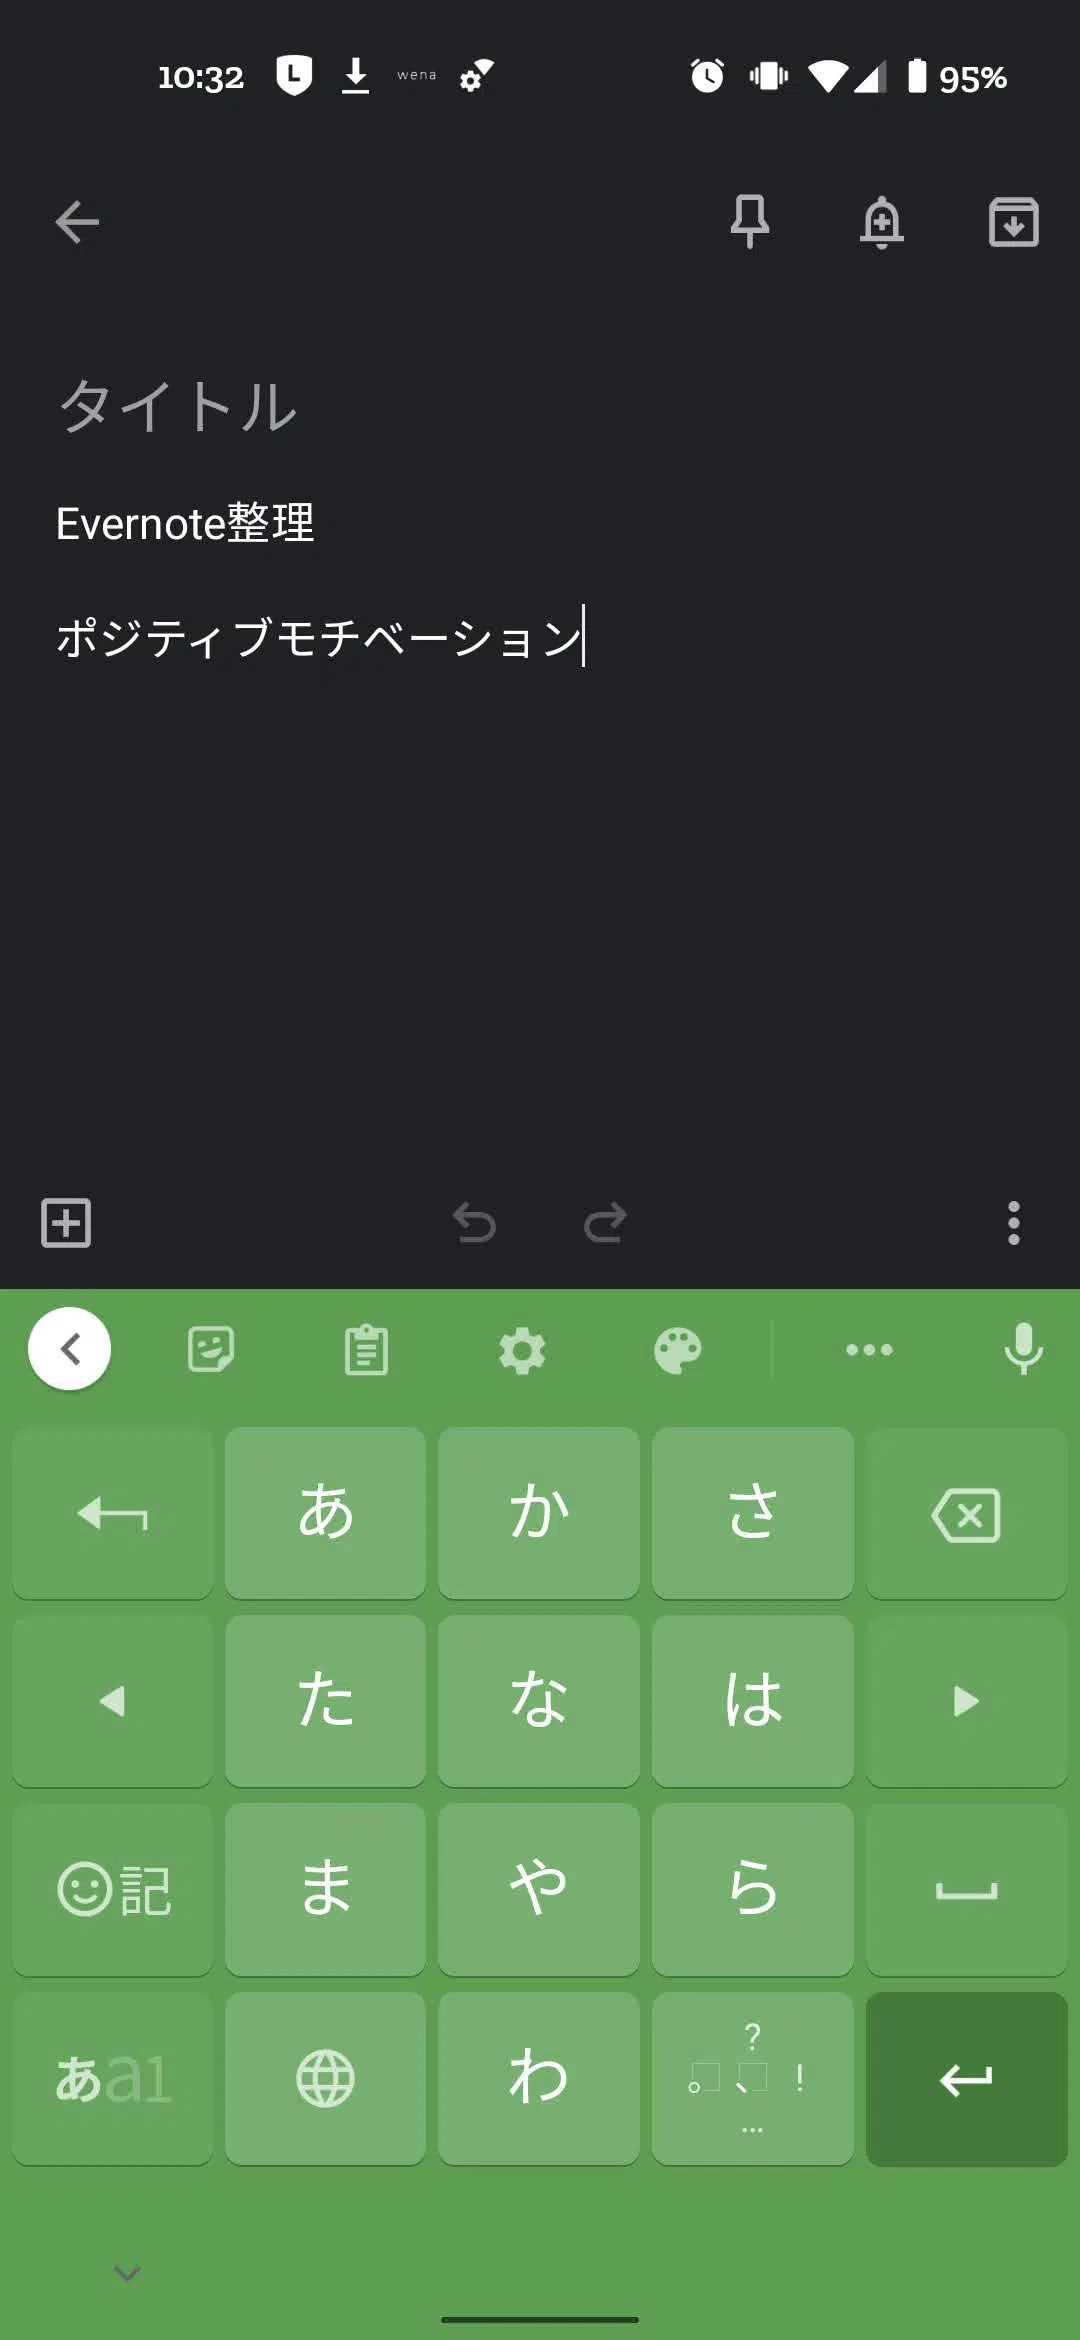 10:32 L wena 95%
タイトル
Evernote整理
ポジティブモチベーション
あ か さ
た な は
記 ま や ら
あa1 わ 。、?!…